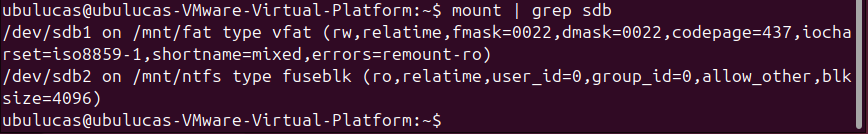 ubulucas@ubulucas-VMware-Virtual-Platform:~$ mount | grep sdb
/dev/sdb1 on /mnt/fat type vfat (rw,relatime,fmask=0022,dmask=0022,codepage=437,iocha
rset=iso8859-1,shortname=mixed,errors=remount-ro)
/dev/sdb2 on /mnt/ntfs type fuseblk (ro,relatime,user_id=0,group_id=0,allow_other,blk
size=4096)
ubulucas@ubulucas-VMware-Virtual-Platform:~$